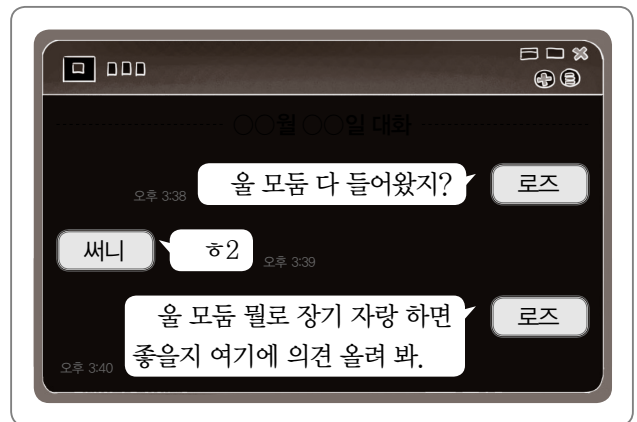 ○○월 ○○일 대화
울 모둠 다 들어왔지?
로즈
오후 3:38
써니
ㅎ2
오후 3:39
울 모둠 뭘로 장기 자랑 하면
좋을지 여기에 의견 올려 봐.
로즈
오후 3:40